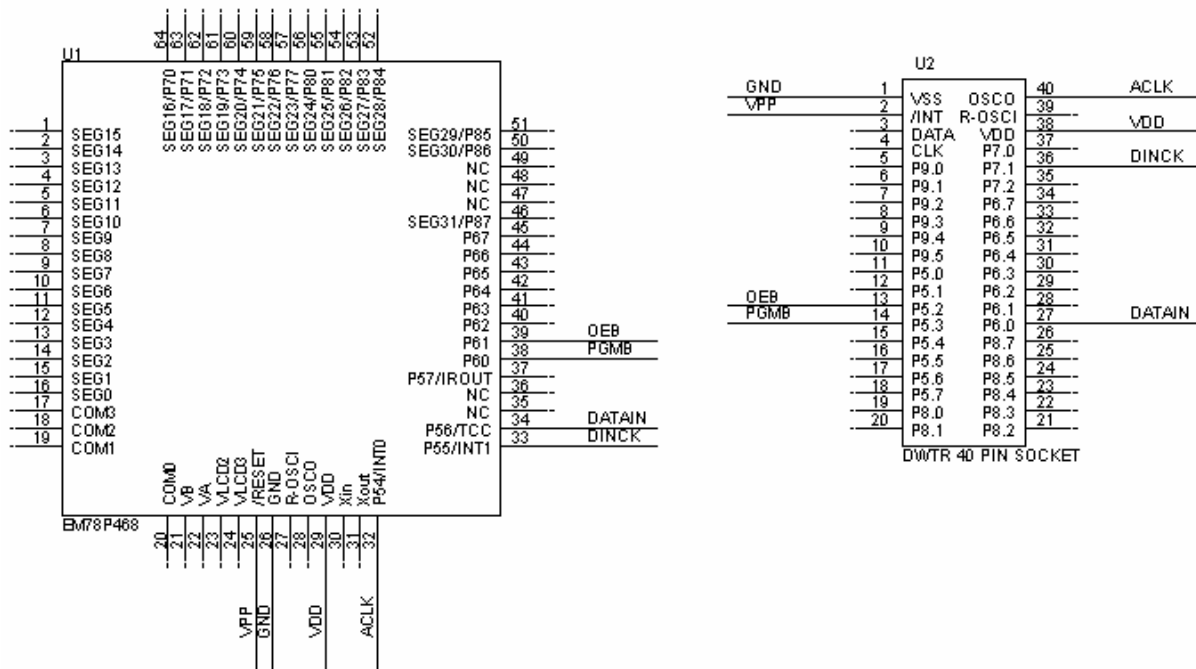 U1
64 63 62 61 60 59 58 57 56 55 54 53 52
SEG16/P70
SEG17/P71
SEG18/P72
SEG19/P73
SEG20/P74
SEG21/P75
SEG22/P76
SEG23/P77
SEG24/P80
SEG25/P81
SEG26/P82
SEG27/P83
SEG28/P84
1 SEG15
2 SEG14
3 SEG13
4 SEG12
5 SEG11
6 SEG10
7 SEG9
8 SEG8
9 SEG7
10 SEG6
11 SEG5
12 SEG4
13 SEG3
14 SEG2
15 SEG1
16 SEG0
17 COM3
18 COM2
19 COM1
SEG29/P85 51
SEG30/P86 50
NC 49
NC 48
NC 47
SEG31/P87 46
P67 45
P66 44
P65 43
P64 42
P63 41
P62 40
P61 39 OEB
P60 38 PGMB
P57/IROUT 37
NC 36
NC 35
P56/TCC 34 DATAIN
P55/INT1 33 DINCK
COM0
VB
VA
VLCD2
VLCD3
/RESET
GND
R-OSCI
OSCO
VDD
Xin
Xout
P54/INT0
EM78P468
20 21 22 23 24 25 26 27 28 29 30 31 32
VPP
GND
VDD
ACLK
U2
GND 1 VSS
VPP 2 /INT
3 DATA
4 CLK
5 P9.0
6 P9.1
7 P9.2
8 P9.3
9 P9.4
10 P9.5
11 P5.0
12 P5.1
OEB 13 P5.2
PGMB 14 P5.3
15 P5.4
16 P5.5
17 P5.6
18 P5.7
19 P8.0
20 P8.1
OSCO 40 ACLK
R-OSCI 39
VDD 38 VDD
P7.0 37
P7.1 36 DINCK
P7.2 35
P6.7 34
P6.6 33
P6.5 32
P6.4 31
P6.3 30
P6.2 29
P6.1 28
P6.0 27 DATAIN
P8.7 26
P8.6 25
P8.5 24
P8.4 23
P8.3 22
P8.2 21
DWTR 40 PIN SOCKET